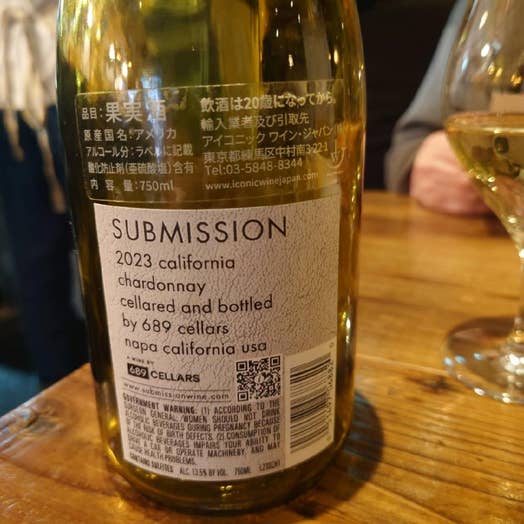 品目：果実酒
原産国名：アメリカ
アルコール分：ラベルに記載
酸化防止剤(亜硫酸塩)含有
内容量：750ml
飲酒は20歳になってから。
輸入業者及び引取先
アイコニック ワイン・ジャパン(株)
東京都練馬区中村南3-22-1
Tel:03-5848-8344
www.iconicwinejapan.com
SUBMISSION
2023 california
chardonnay
cellared and bottled
by 689 cellars
napa california usa
A WINE BY
689 CELLARS
www.submissionwine.com
GOVERNMENT WARNING: (1) ACCORDING TO THE
SURGEON GENERAL, WOMEN SHOULD NOT DRINK
ALCOHOLIC BEVERAGES DURING PREGNANCY BECAUSE
OF THE RISK OF BIRTH DEFECTS. (2) CONSUMPTION OF
ALCOHOLIC BEVERAGES IMPAIRS YOUR ABILITY TO
DRIVE A CAR OR OPERATE MACHINERY, AND MAY
CAUSE HEALTH PROBLEMS.
CONTAINS SULFITES ALC. 13.5% BY VOL. 750ML